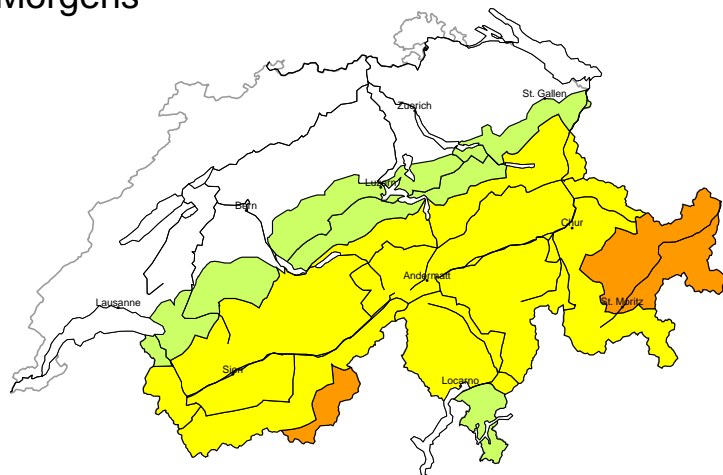 Morgens
St. Gallen
Zuerich
Luzern
Bern
Chur
Andermatt
Lausanne
St. Moritz
Sion
Locarno